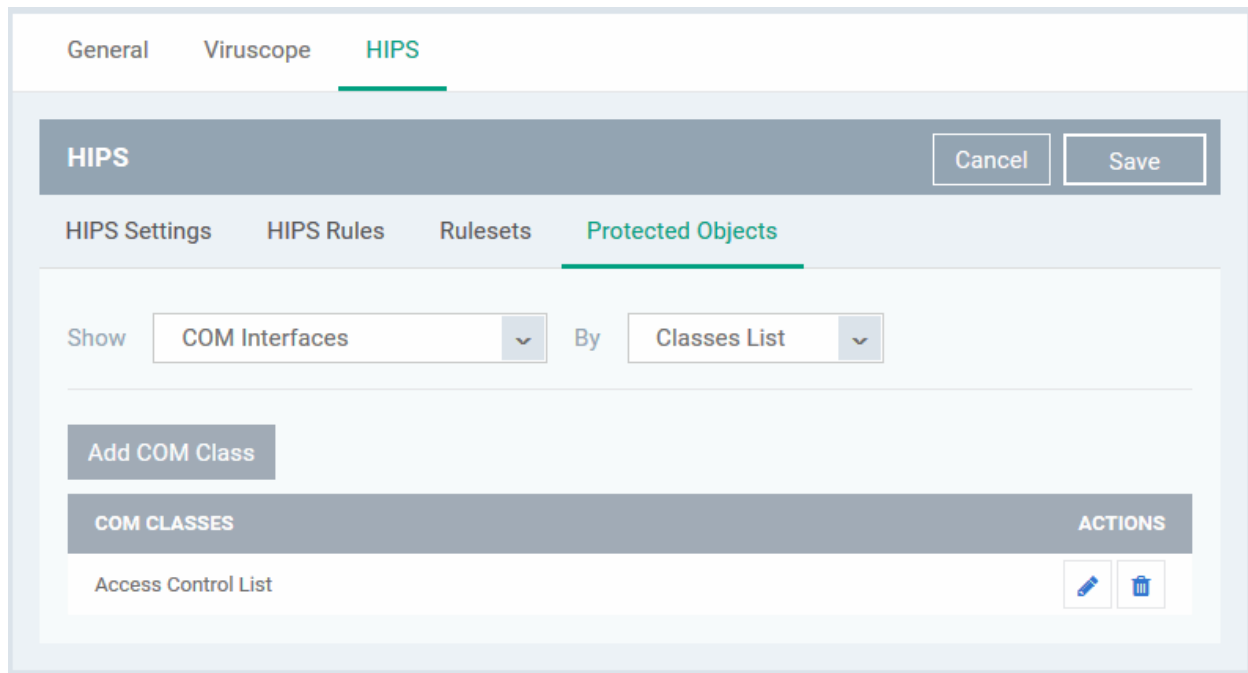 General Viruscope HIPS
HIPS Cancel Save
HIPS Settings HIPS Rules Rulesets Protected Objects
Show COM Interfaces By Classes List
Add COM Class
COM CLASSES ACTIONS
Access Control List